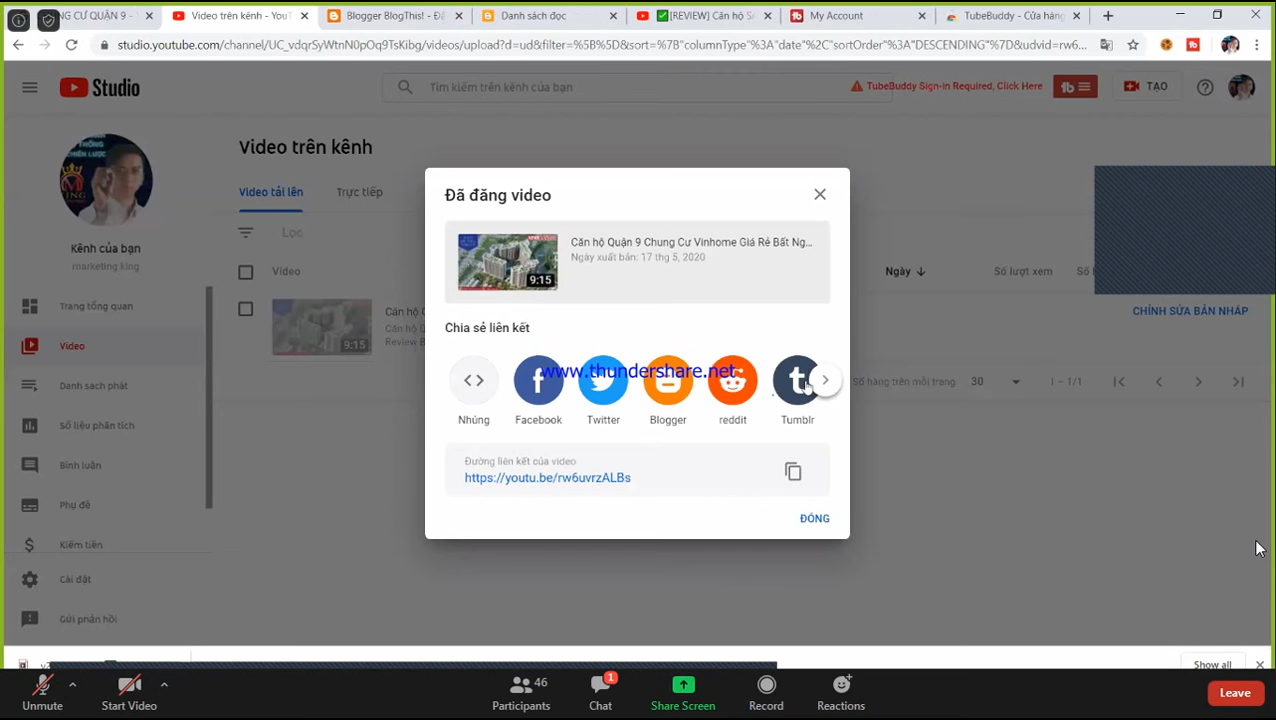 CƯ QUẬN 9 -
Video trên kênh - YouT
Blogger BlogThis! - Đă
Danh sách đọc
[REVIEW] Căn hộ Sa
My Account
TubeBuddy - Cửa hàng
studio.youtube.com/channel/UC_vdqrSyWtnN0pOq9TsKibg/videos/upload?d=ud&filter=%5B%5D&sort=%7B"columnType"%3A"date"%2C"sortOrder"%3A"DESCENDING"%7D&udvid=rw6...
Studio
Tìm kiếm trên kênh của bạn
TubeBuddy Sign-in Required, Click Here
tb
TẠO
Video trên kênh
Video tải lên
Trực tiếp
Kênh của bạn
marketing king
Lọc
Video
Ngày
Số lượt xem
Số l
Căn hộ Q
Căn hộ Q
Review B
9:15
CHỈNH SỬA BẢN NHÁP
Số hàng trên mỗi trang:
30
1 – 1/1
Trang tổng quan
Video
Danh sách phát
Số liệu phân tích
Bình luận
Phụ đề
Kiếm tiền
Cài đặt
Gửi phản hồi
Đã đăng video
Căn hộ Quận 9 Chung Cư Vinhome Giá Rẻ Bất Ng...
Ngày xuất bản: 17 thg 5, 2020
9:15
Chia sẻ liên kết
www.thundershare.net
Nhúng
Facebook
Twitter
Blogger
reddit
Tumblr
Đường liên kết của video
https://youtu.be/rw6uvrzALBs
ĐÓNG
Show all
Unmute
Start Video
46
Participants
1
Chat
Share Screen
Record
Reactions
Leave